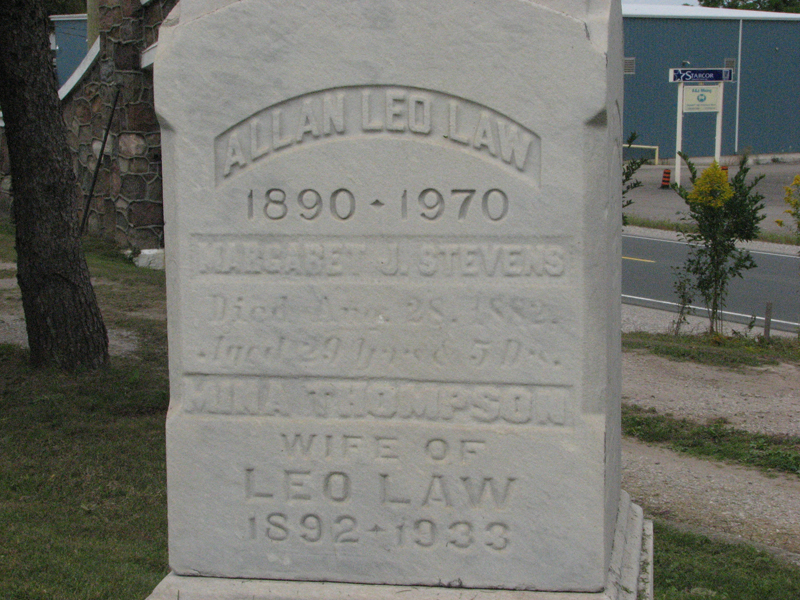 ALLAN LEO LAW
1890 - 1970
MARGARET J. STEVENS
Died Aug. 28, 1882.
Aged 29 Yrs & 5 Ds.
MINA THOMPSON
WIFE OF
LEO LAW
1892 - 1933
STARCOR